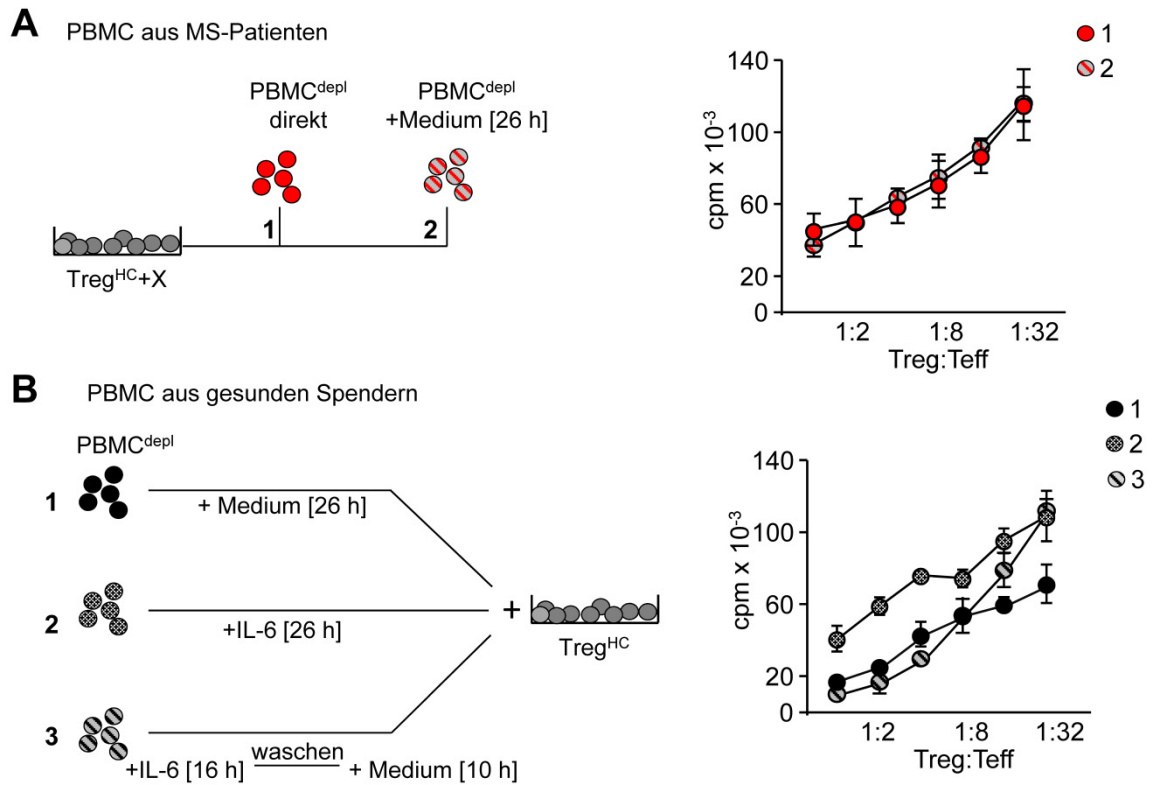 A PBMC aus MS-Patienten
PBMC^depl
direkt
PBMC^depl
+Medium [26 h]
1
2
Treg^HC+X
1
2
cpm x 10^-3
140
100
60
20
0
1:2 1:8 1:32
Treg:Teff
B PBMC aus gesunden Spendern
PBMC^depl
1
+ Medium [26 h]
2
+IL-6 [26 h]
3
waschen
+IL-6 [16 h] + Medium [10 h]
+
Treg^HC
1
2
3
cpm x 10^-3
140
100
60
20
0
1:2 1:8 1:32
Treg:Teff